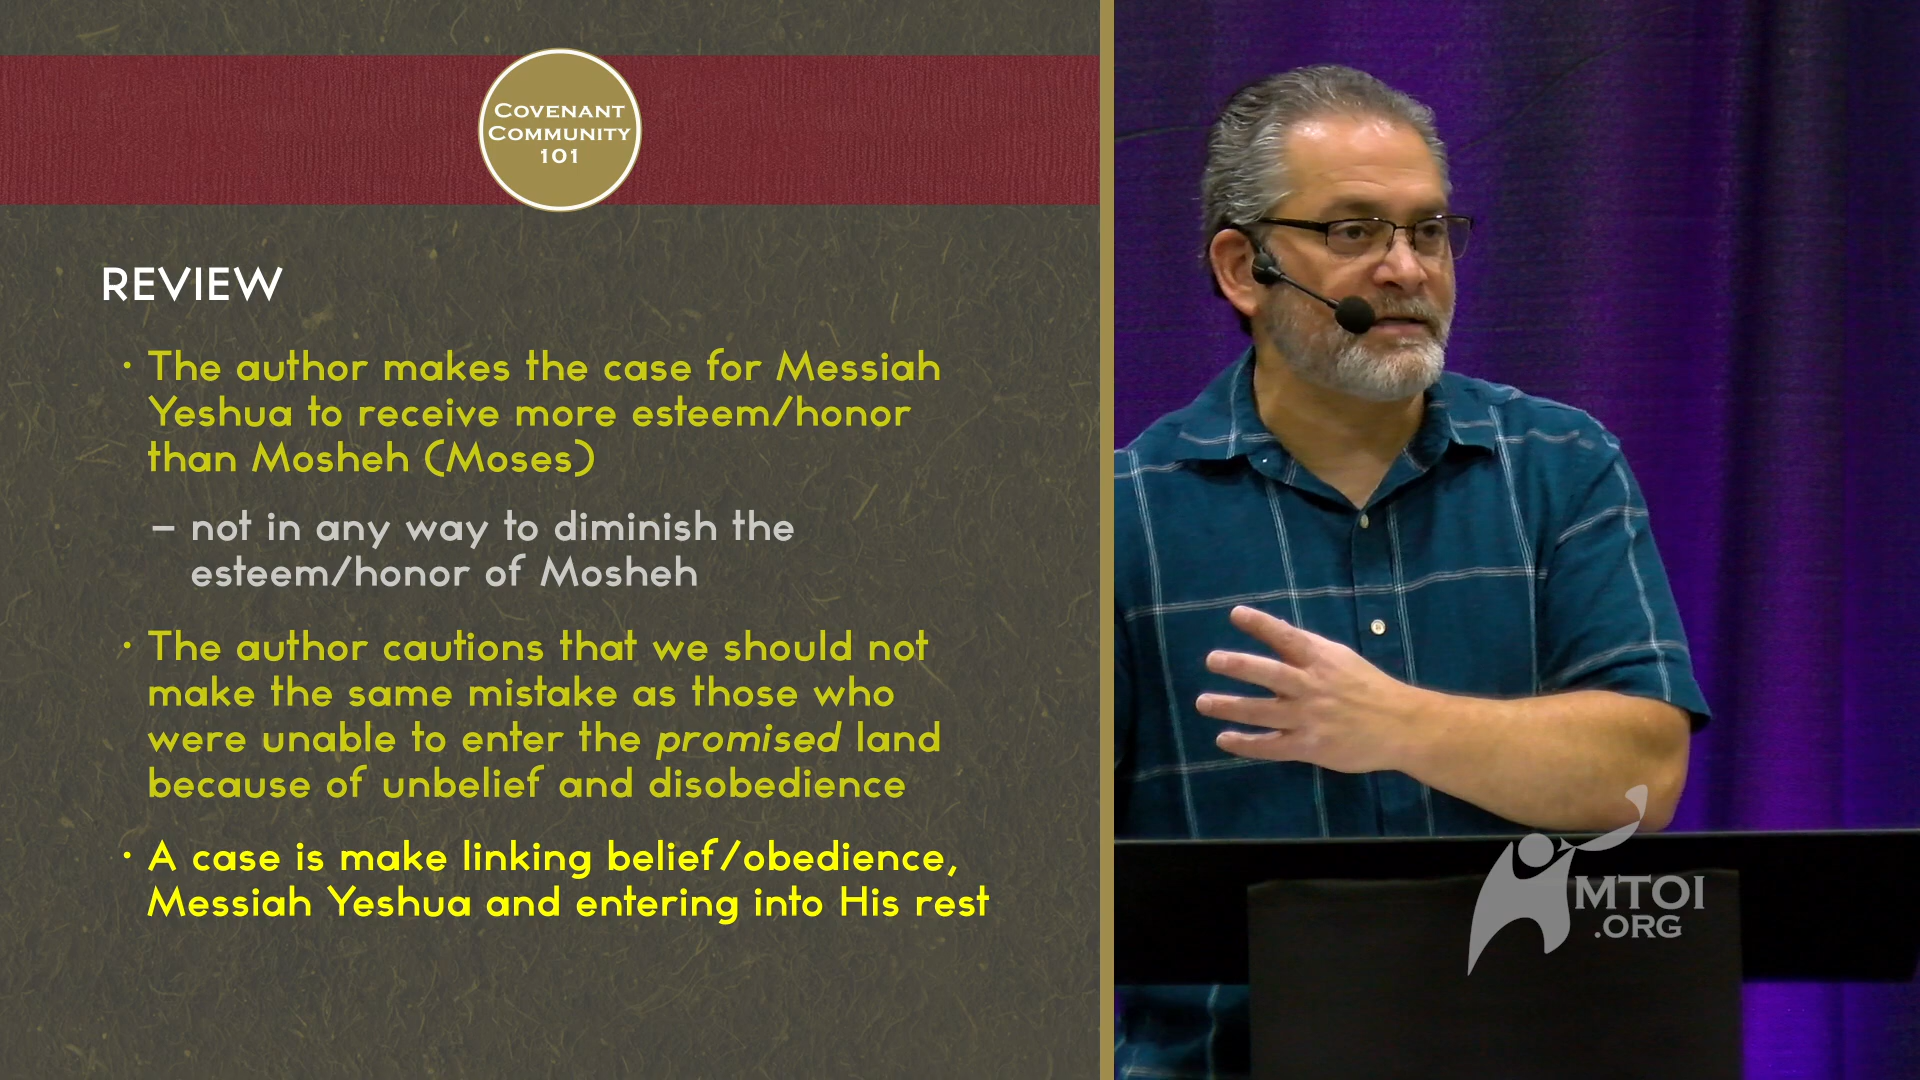 COVENANT
COMMUNITY
101
REVIEW
• The author makes the case for Messiah
Yeshua to receive more esteem/honor
than Mosheh (Moses)
– not in any way to diminish the
esteem/honor of Mosheh
• The author cautions that we should not
make the same mistake as those who
were unable to enter the promised land
because of unbelief and disobedience
• A case is make linking belief/obedience,
Messiah Yeshua and entering into His rest
MTOI
.ORG